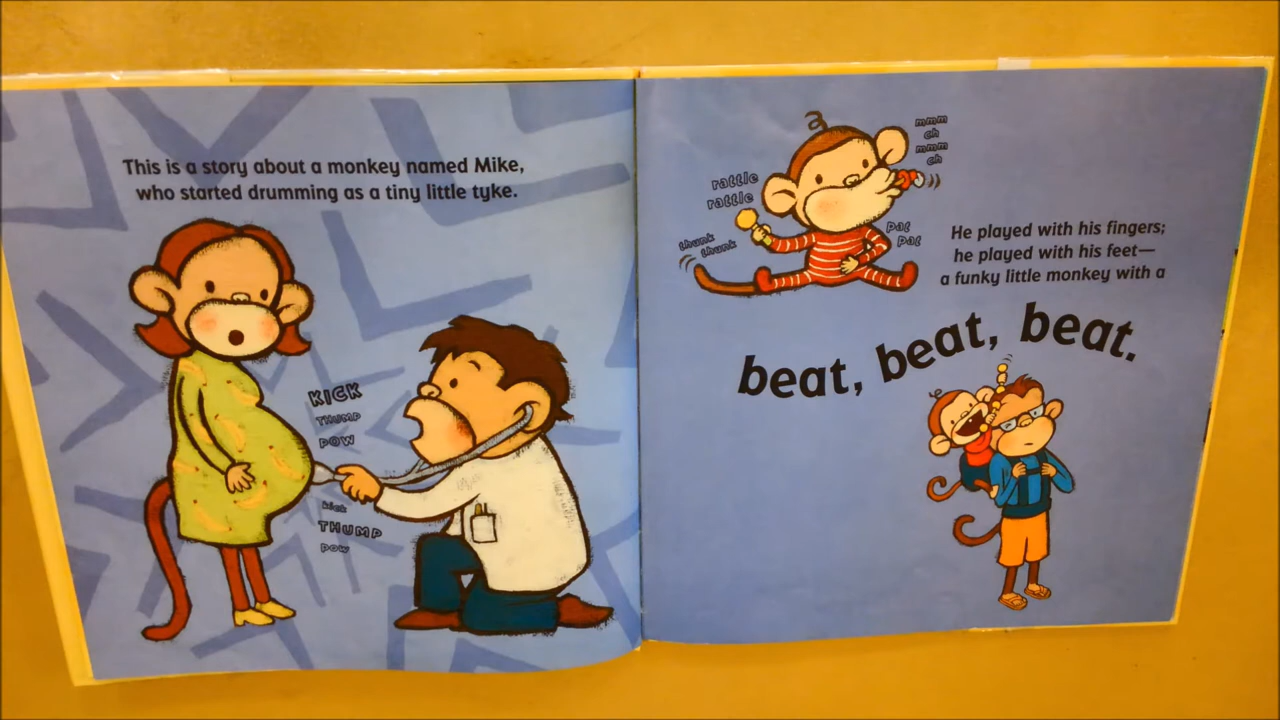 This is a story about a monkey named Mike,
who started drumming as a tiny little tyke.
KICK
THUMP
POW
kick
THUMP
POW
mmm
ch
mmm
ch
rattle
rattle
thunk
thunk
pat
pat
He played with his fingers;
he played with his feet—
a funky little monkey with a
beat, beat, beat.